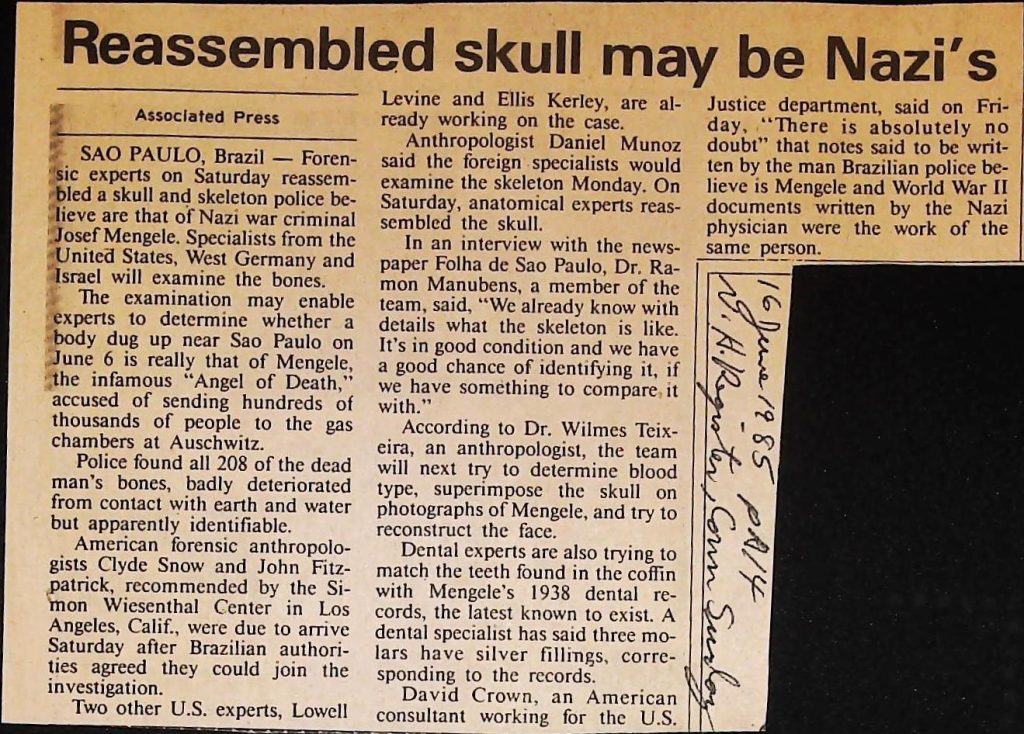 Reassembled skull may be Nazi's
Associated Press
SAO PAULO, Brazil — Foren-
sic experts on Saturday reassem-
bled a skull and skeleton police be-
lieve are that of Nazi war criminal
Josef Mengele. Specialists from the
United States, West Germany and
Israel will examine the bones.
The examination may enable
experts to determine whether a
body dug up near Sao Paulo on
June 6 is really that of Mengele,
the infamous "Angel of Death,"
accused of sending hundreds of
thousands of people to the gas
chambers at Auschwitz.
Police found all 208 of the dead
man's bones, badly deteriorated
from contact with earth and water
but apparently identifiable.
American forensic anthropolo-
gists Clyde Snow and John Fitz-
patrick, recommended by the Si-
mon Wiesenthal Center in Los
Angeles, Calif., were due to arrive
Saturday after Brazilian authori-
ties agreed they could join the
investigation.
Two other U.S. experts, Lowell
Levine and Ellis Kerley, are al-
ready working on the case.
Anthropologist Daniel Munoz
said the foreign specialists would
examine the skeleton Monday. On
Saturday, anatomical experts reas-
sembled the skull.
In an interview with the news-
paper Folha de Sao Paulo, Dr. Ra-
mon Manubens, a member of the
team, said, "We already know with
details what the skeleton is like.
It's in good condition and we have
a good chance of identifying it, if
we have something to compare it
with."
According to Dr. Wilmes Teix-
eira, an anthropologist, the team
will next try to determine blood
type, superimpose the skull on
photographs of Mengele, and try to
reconstruct the face.
Dental experts are also trying to
match the teeth found in the coffin
with Mengele's 1938 dental re-
cords, the latest known to exist. A
dental specialist has said three mo-
lars have silver fillings, corre-
sponding to the records.
David Crown, an American
consultant working for the U.S.
Justice department, said on Fri-
day, "There is absolutely no
doubt" that notes said to be writ-
ten by the man Brazilian police be-
lieve is Mengele and World War II
documents written by the Nazi
physician were the work of the
same person.
16 June 19-85 PA14
N.H. Register, Conn Sunday